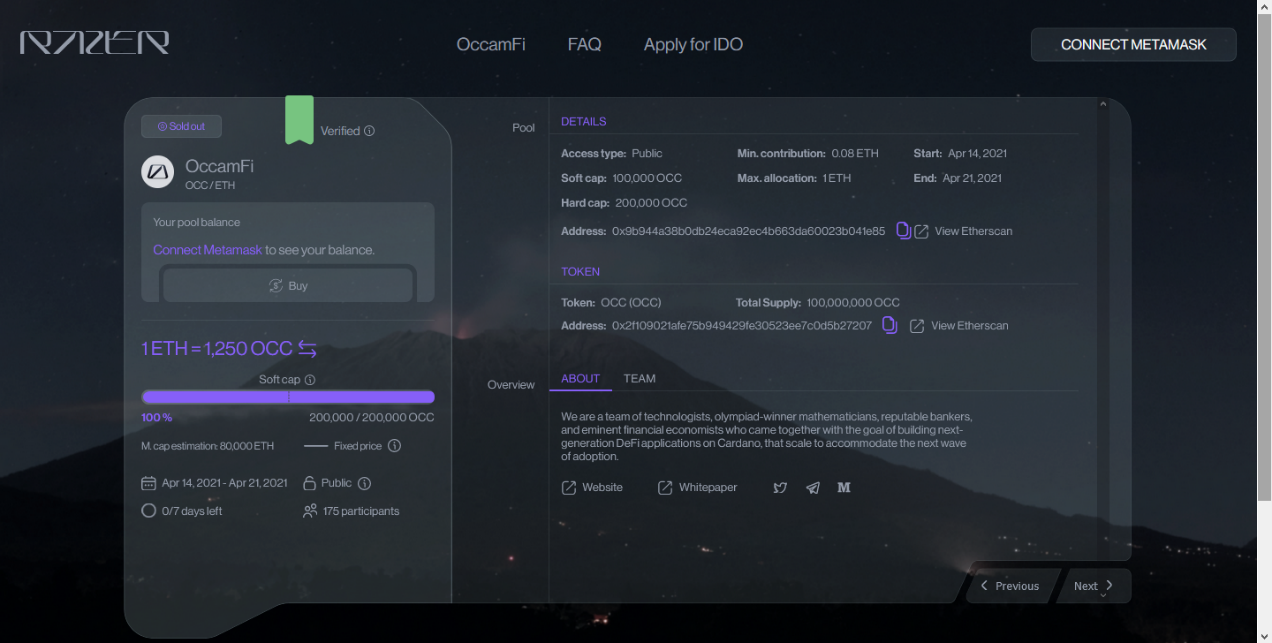 RAZER
OccamFi
FAQ
Apply for IDO
CONNECT METAMASK
Sold out
Verified
OccamFi
OCC / ETH
Your pool balance
Connect Metamask to see your balance.
Buy
1 ETH = 1,250 OCC
Soft cap
100 %
200,000 / 200,000 OCC
M. cap estimation: 80,000 ETH
Fixed price
Apr 14, 2021 - Apr 21, 2021
Public
0/7 days left
175 participants
Pool
DETAILS
Access type: Public
Min. contribution: 0.08 ETH
Start: Apr 14, 2021
Soft cap: 100,000 OCC
Max. allocation: 1 ETH
End: Apr 21, 2021
Hard cap: 200,000 OCC
Address: 0x9b944a38b0db24eca92ec4b663da60023b041e85
View Etherscan
TOKEN
Token: OCC (OCC)
Total Supply: 100,000,000 OCC
Address: 0x2f109021afe75b949429fe30523ee7c0d5b27207
View Etherscan
Overview
ABOUT
TEAM
We are a team of technologists, olympiad-winner mathematicians, reputable bankers,
and eminent financial economists who came together with the goal of building next-
generation DeFi applications on Cardano, that scale to accommodate the next wave
of adoption.
Website
Whitepaper
M
Previous
Next